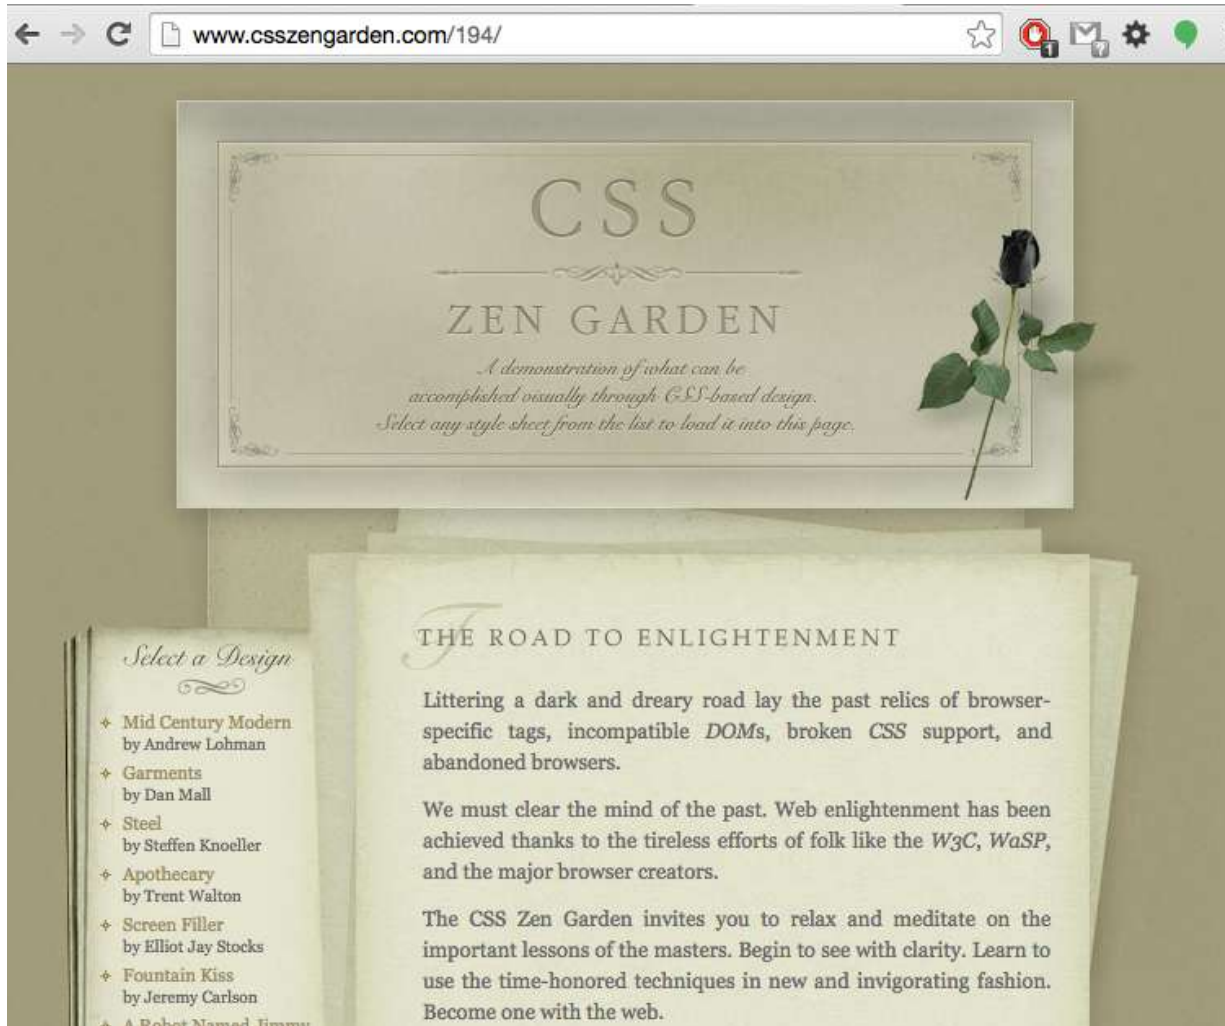 www.csszengarden.com/194/
1
?
CSS
ZEN GARDEN
A demonstration of what can be
accomplished visually through CSS-based design.
Select any style sheet from the list to load it into this page.
THE ROAD TO ENLIGHTENMENT
Littering a dark and dreary road lay the past relics of browser-
specific tags, incompatible DOMs, broken CSS support, and
abandoned browsers.
We must clear the mind of the past. Web enlightenment has been
achieved thanks to the tireless efforts of folk like the W3C, WaSP,
and the major browser creators.
The CSS Zen Garden invites you to relax and meditate on the
important lessons of the masters. Begin to see with clarity. Learn to
use the time-honored techniques in new and invigorating fashion.
Become one with the web.
Select a Design
Mid Century Modern
by Andrew Lohman
Garments
by Dan Mall
Steel
by Steffen Knoeller
Apothecary
by Trent Walton
Screen Filler
by Elliot Jay Stocks
Fountain Kiss
by Jeremy Carlson
A Robot Named Jimmy